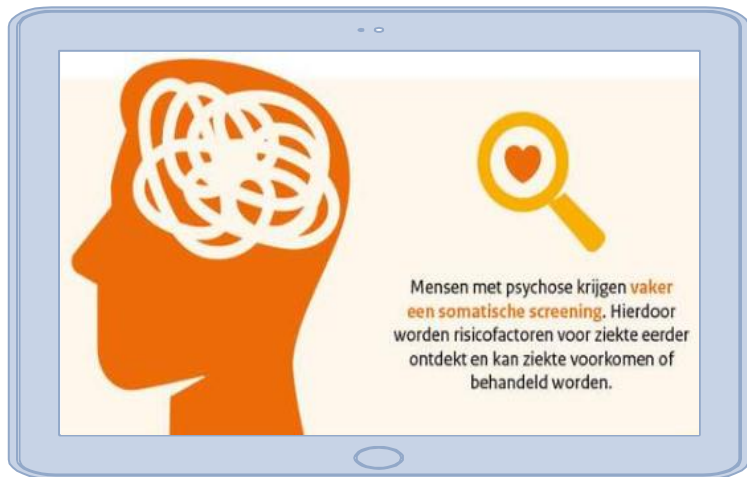 Mensen met psychose krijgen vaker
een somatische screening. Hierdoor
worden risicofactoren voor ziekte eerder
ontdekt en kan ziekte voorkomen of
behandeld worden.